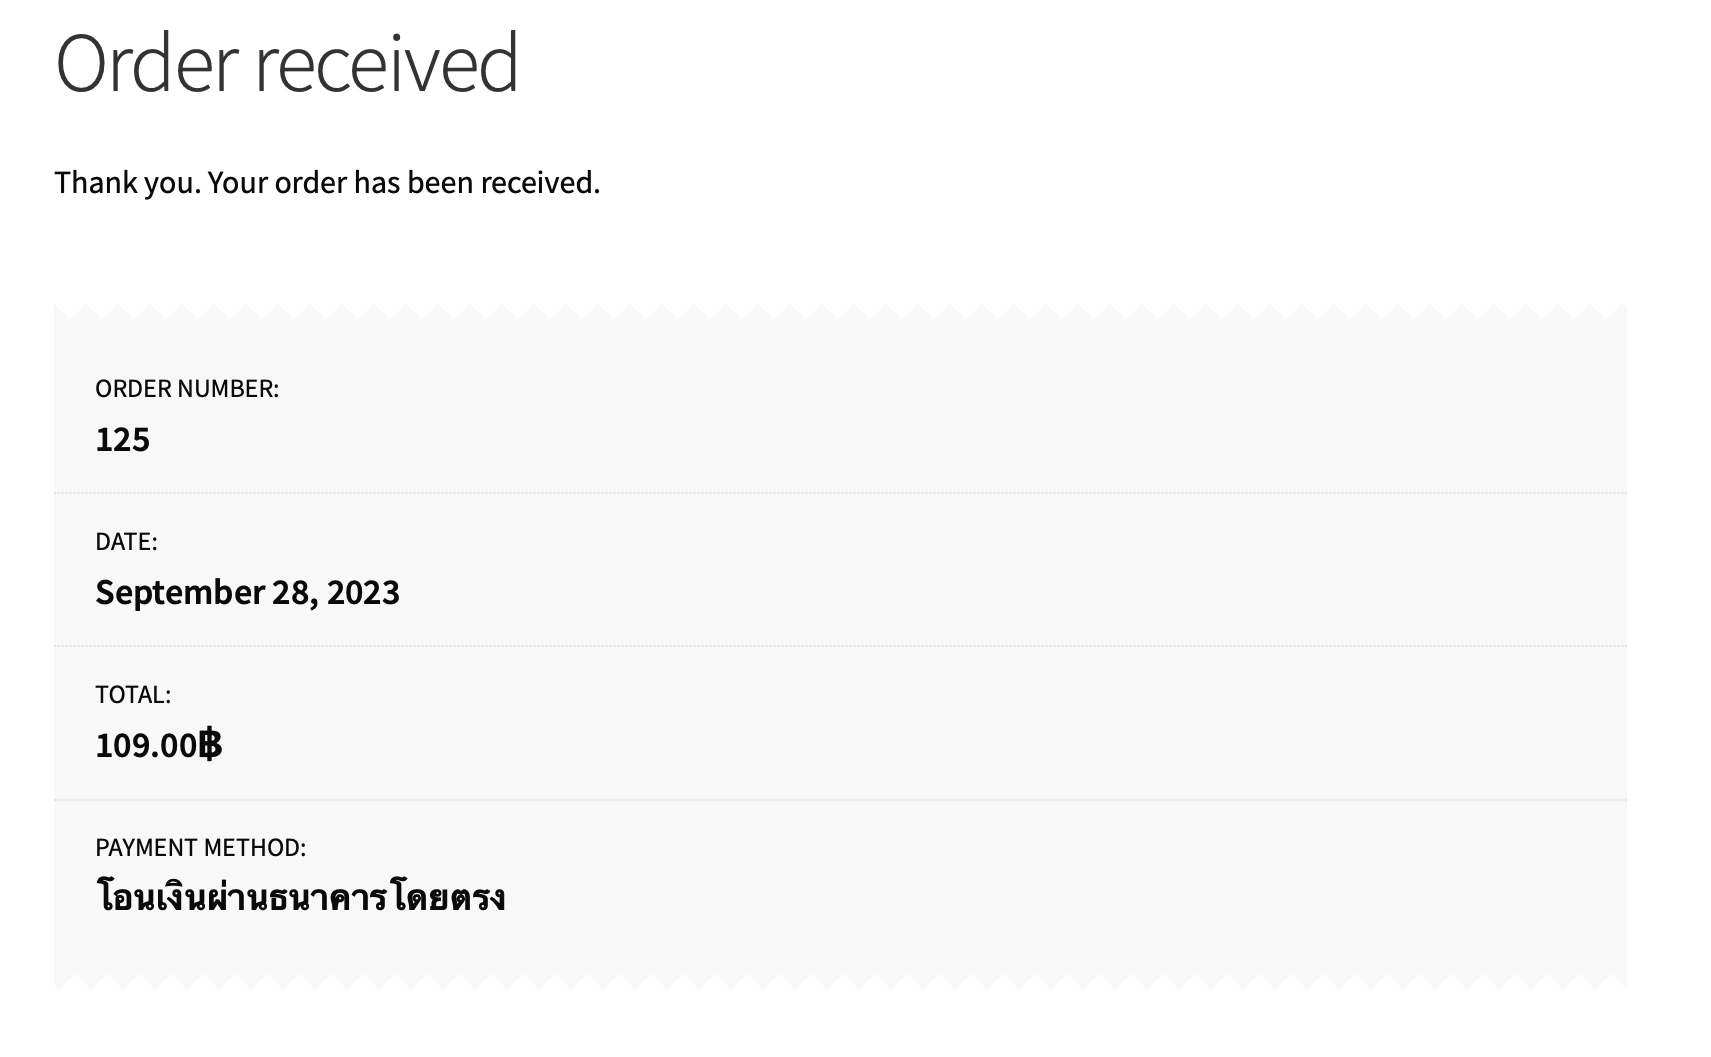 Order received
Thank you. Your order has been received.
ORDER NUMBER:
125
DATE:
September 28, 2023
TOTAL:
109.00฿
PAYMENT METHOD:
โอนเงินผ่านธนาคารโดยตรง